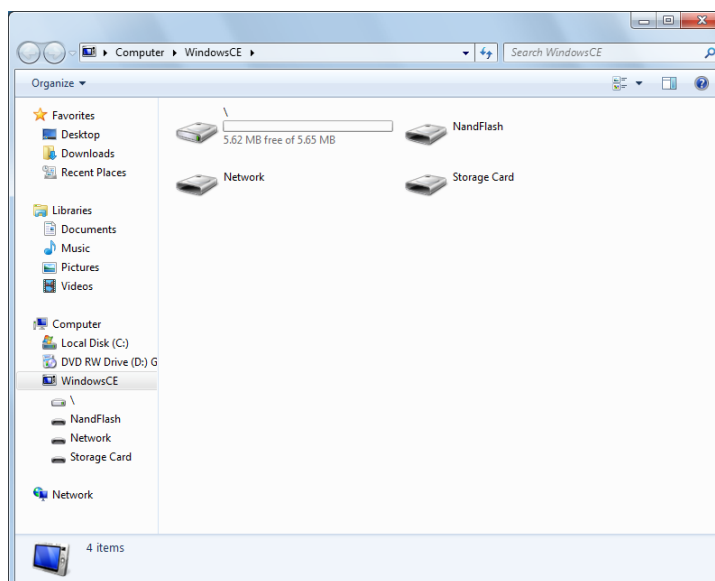 Computer ▸ WindowsCE ▸
Search WindowsCE
Organize
Favorites
Desktop
Downloads
Recent Places
Libraries
Documents
Music
Pictures
Videos
Computer
Local Disk (C:)
DVD RW Drive (D:) G
WindowsCE
\
NandFlash
Network
Storage Card
Network
\
5.62 MB free of 5.65 MB
NandFlash
Network
Storage Card
4 items